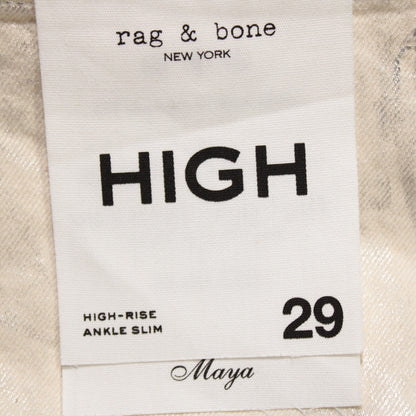 rag & bone
NEW YORK
HIGH
HIGH-RISE
ANKLE SLIM
29
Maya